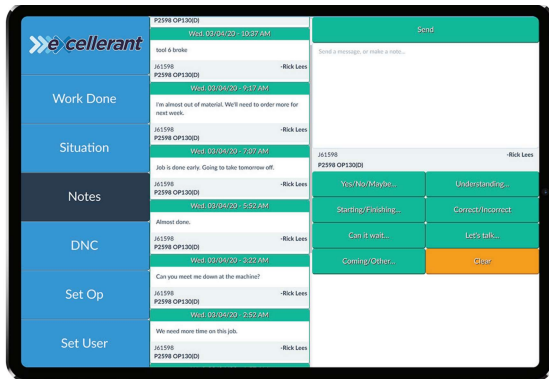 excellerant
Work Done
Situation
Notes
DNC
Set Op
Set User
P2598 OP130(D)
Wed. 03/04/20 - 10:37 AM
tool 6 broke
J61598 -Rick Lees
P2598 OP130(D)
Wed. 03/04/20 - 9:17 AM
I'm almost out of material. We'll need to order more for
next week.
J61598 -Rick Lees
P2598 OP130(D)
Wed. 03/04/20 - 7:07 AM
Job is done early. Going to take tomorrow off.
J61598 -Rick Lees
P2598 OP130(D)
Wed. 03/04/20 - 5:52 AM
Almost done.
J61598 -Rick Lees
P2598 OP130(D)
Wed. 03/04/20 - 3:22 AM
Can you meet me down at the machine?
J61598 -Rick Lees
P2598 OP130(D)
Wed. 03/04/20 - 2:52 AM
We need more time on this job.
J61598 -Rick Lees
P2598 OP130(D)
Send
Send a message, or make a note...
J61598 -Rick Lees
P2598 OP130(D)
Yes/No/Maybe... Understanding...
Starting/Finishing... Correct/Incorrect
Can it wait... Let's talk...
Coming/Other... Clear